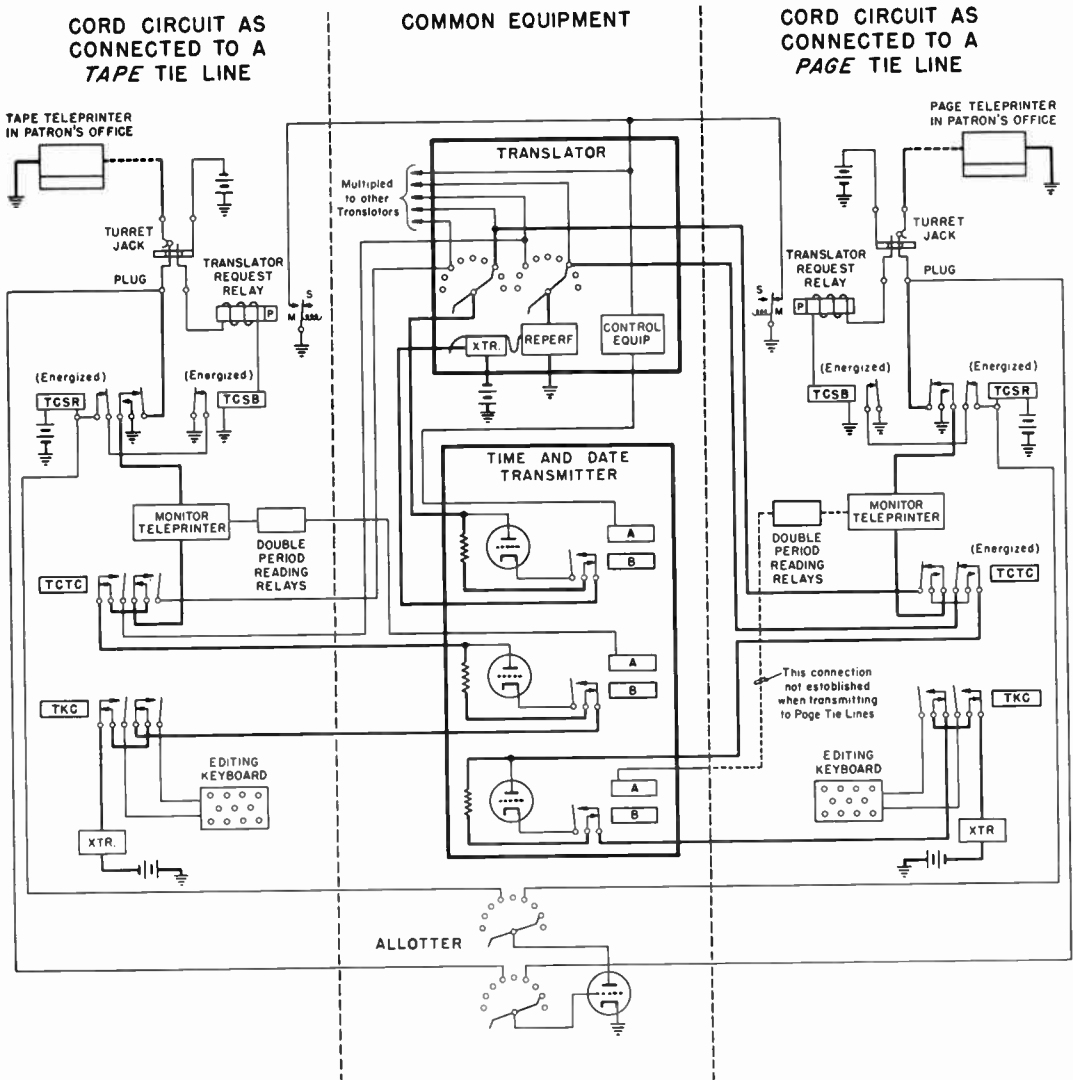 CORD CIRCUIT AS
CONNECTED TO A
TAPE TIE LINE
COMMON EQUIPMENT
CORD CIRCUIT AS
CONNECTED TO A
PAGE TIE LINE
TAPE TELEPRINTER
IN PATRON'S OFFICE
PAGE TELEPRINTER
IN PATRON'S OFFICE
TRANSLATOR
Multipled
to other
Translators
TURRET
JACK
TURRET
JACK
PLUG
TRANSLATOR
REQUEST
RELAY
P
S
M
TRANSLATOR
REQUEST
RELAY
P
PLUG
S
M
XTR.
REPERF
CONTROL
EQUIP
(Energized)
TCSR
(Energized)
TCSB
(Energized)
TCSB
(Energized)
TCSR
TIME AND DATE
TRANSMITTER
MONITOR
TELEPRINTER
DOUBLE
PERIOD
READING
RELAYS
A
B
DOUBLE
PERIOD
READING
RELAYS
MONITOR
TELEPRINTER
(Energized)
TCTC
TCTC
A
B
This connection
not established
when transmitting
to Page Tie Lines
TKC
TKC
EDITING
KEYBOARD
A
B
EDITING
KEYBOARD
XTR.
XTR
ALLOTTER